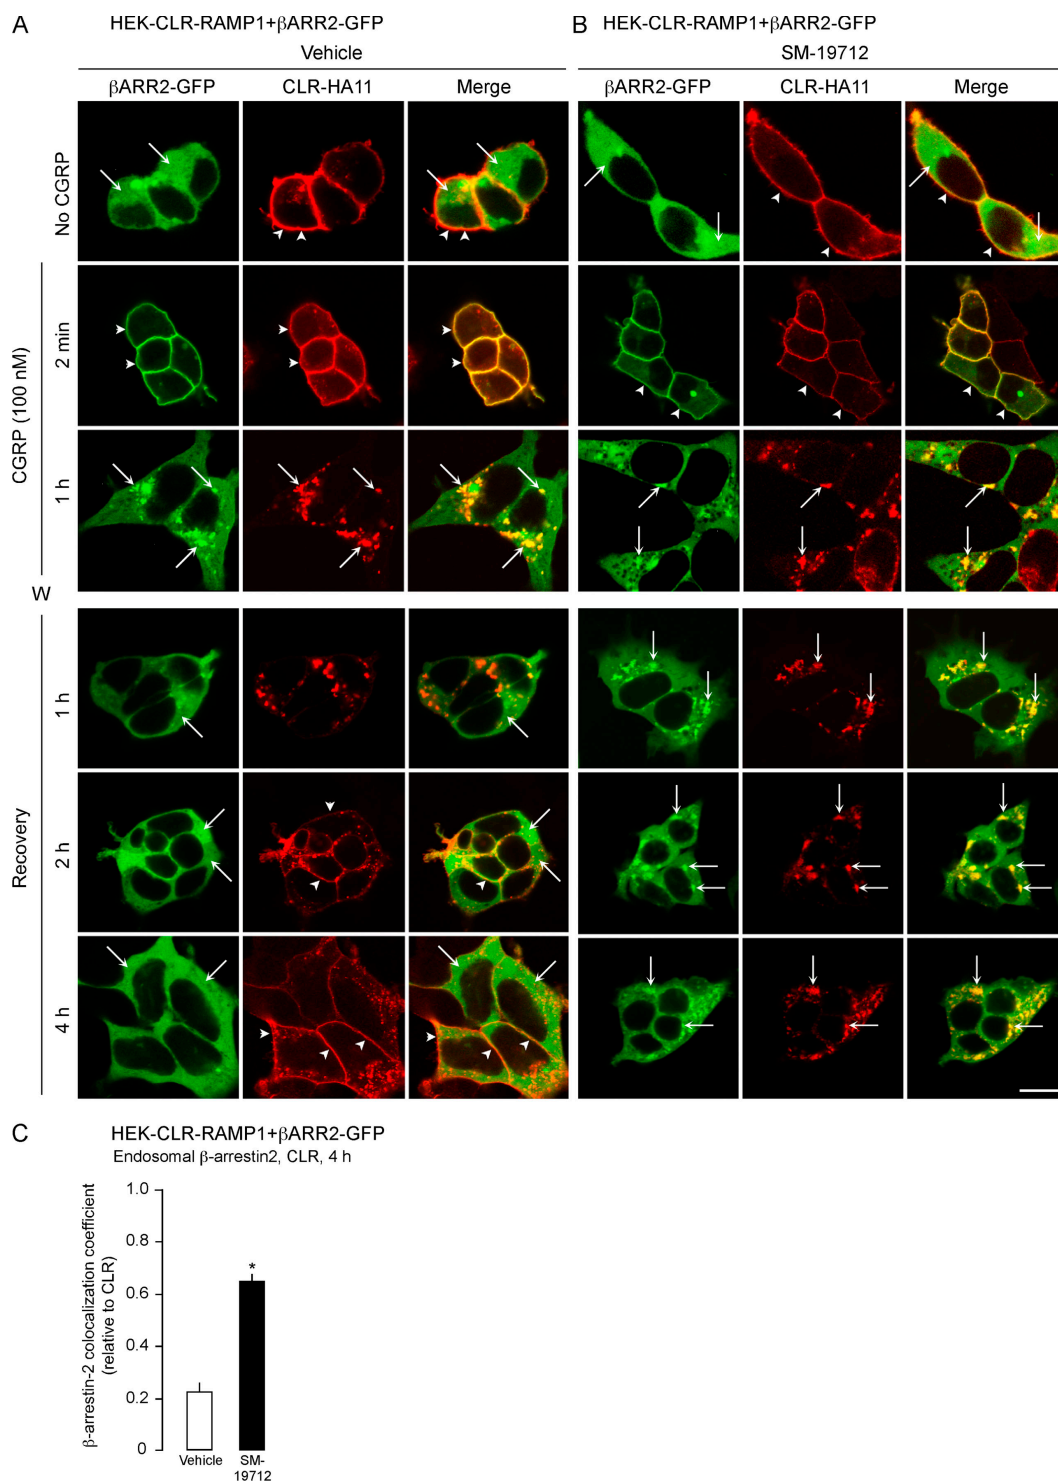 A HEK-CLR-RAMP1+βARR2-GFP
Vehicle
βARR2-GFP CLR-HA11 Merge
B HEK-CLR-RAMP1+βARR2-GFP
SM-19712
βARR2-GFP CLR-HA11 Merge
No CGRP
CGRP (100 nM)
2 min
1 h
W
Recovery
1 h
2 h
4 h
C HEK-CLR-RAMP1+βARR2-GFP
Endosomal β-arrestin2, CLR, 4 h
β-arrestin-2 colocalization coefficient
(relative to CLR)
1.0
0.8
0.6
0.4
0.2
0
*
Vehicle
SM-
19712